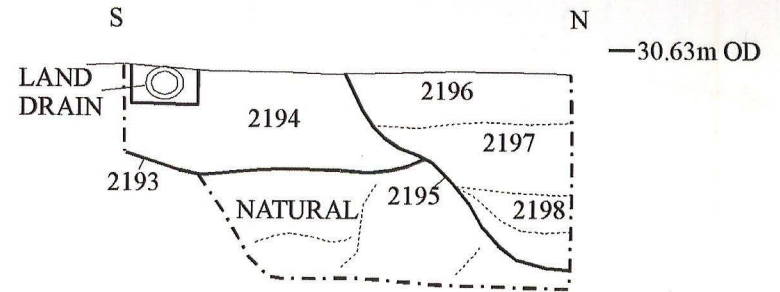 S
N
30.63m OD
LAND
DRAIN
2196
2194
2197
2193
NATURAL
2195
2198